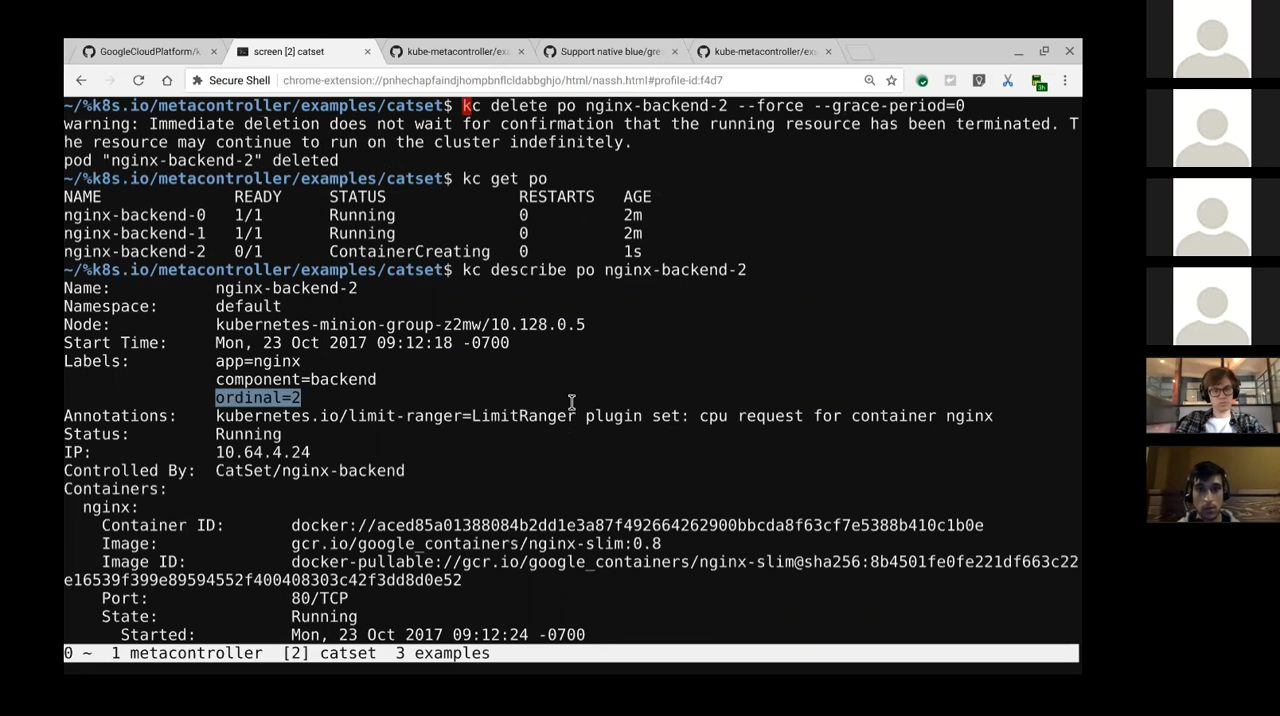 GoogleCloudPlatform/k
screen [2] catset
kube-metacontroller/exa
Support native blue/gre
kube-metacontroller/exa
Secure Shell
chrome-extension://pnhechapfaindjhompbnflcldabbghjo/html/nassh.html#profile-id:f4d7
3h
~/%k8s.io/metacontroller/examples/catset$ kc delete po nginx-backend-2 --force --grace-period=0
warning: Immediate deletion does not wait for confirmation that the running resource has been terminated. T
he resource may continue to run on the cluster indefinitely.
pod "nginx-backend-2" deleted
~/%k8s.io/metacontroller/examples/catset$ kc get po
NAME READY STATUS RESTARTS AGE
nginx-backend-0 1/1 Running 0 2m
nginx-backend-1 1/1 Running 0 2m
nginx-backend-2 0/1 ContainerCreating 0 1s
~/%k8s.io/metacontroller/examples/catset$ kc describe po nginx-backend-2
Name: nginx-backend-2
Namespace: default
Node: kubernetes-minion-group-z2mw/10.128.0.5
Start Time: Mon, 23 Oct 2017 09:12:18 -0700
Labels: app=nginx
component=backend
ordinal=2
Annotations: kubernetes.io/limit-ranger=LimitRanger plugin set: cpu request for container nginx
Status: Running
IP: 10.64.4.24
Controlled By: CatSet/nginx-backend
Containers:
nginx:
Container ID: docker://aced85a01388084b2dd1e3a87f492664262900bbcda8f63cf7e5388b410c1b0e
Image: gcr.io/google_containers/nginx-slim:0.8
Image ID: docker-pullable://gcr.io/google_containers/nginx-slim@sha256:8b4501fe0fe221df663c22
e16539f399e89594552f400408303c42f3dd8d0e52
Port: 80/TCP
State: Running
Started: Mon, 23 Oct 2017 09:12:24 -0700
0 ~ 1 metacontroller [2] catset 3 examples